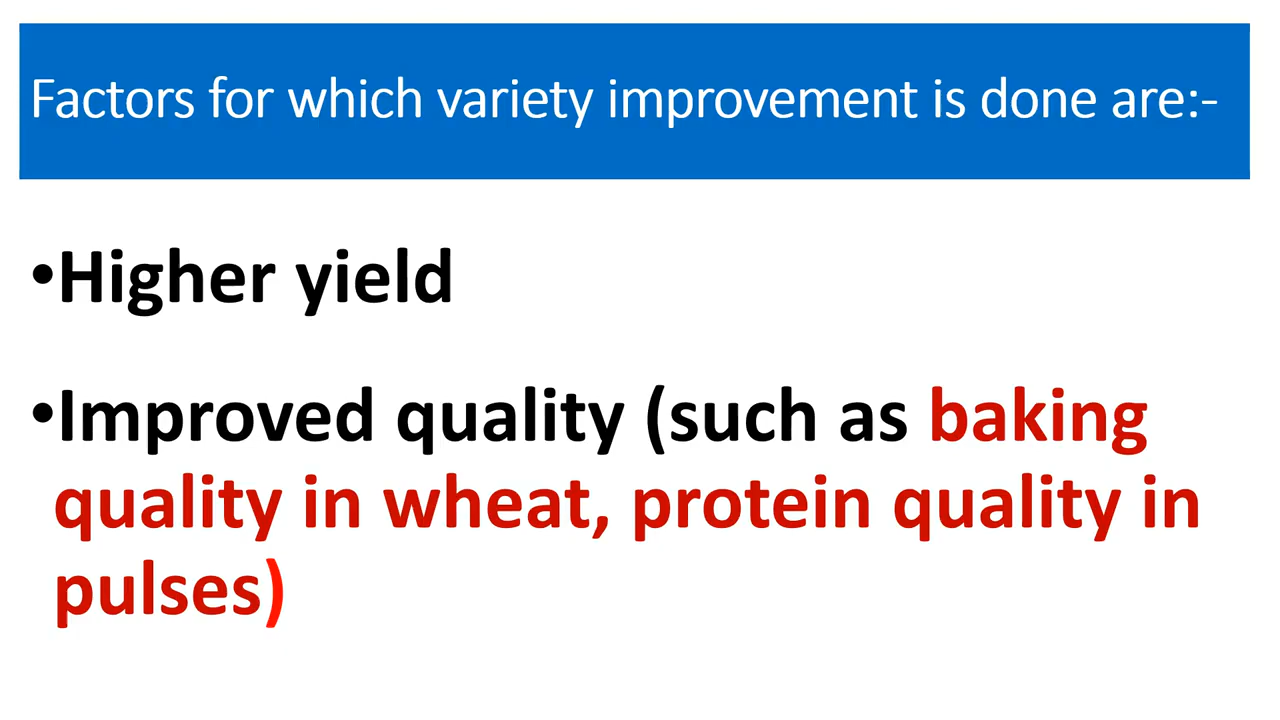 Factors for which variety improvement is done are:-
•Higher yield
•Improved quality (such as baking
quality in wheat, protein quality in
pulses)